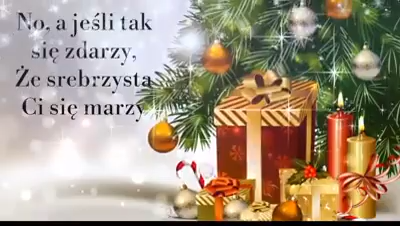 No, a jeśli tak
się zdarzy,
Że srebrzysta
Ci się marzy